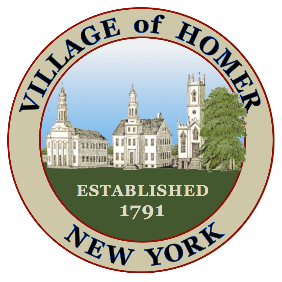 VILLAGE of HOMER
ESTABLISHED
1791
NEW YORK